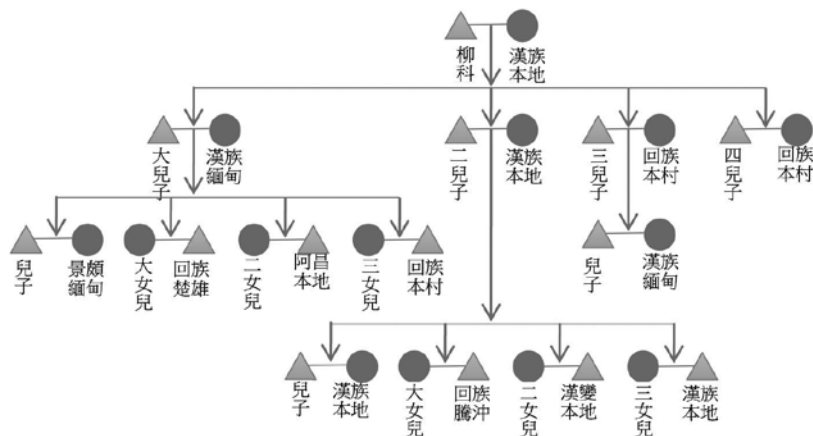 柳科
漢族
本地
大兒子
漢族
緬甸
二兒子
漢族
本地
三兒子
回族
本村
四兒子
回族
本村
兒子
景頗
緬甸
大女兒
回族
楚雄
二女兒
阿昌
本地
三女兒
回族
本村
兒子
漢族
緬甸
兒子
漢族
本地
大女兒
回族
騰沖
二女兒
漢變
本地
三女兒
漢族
本地